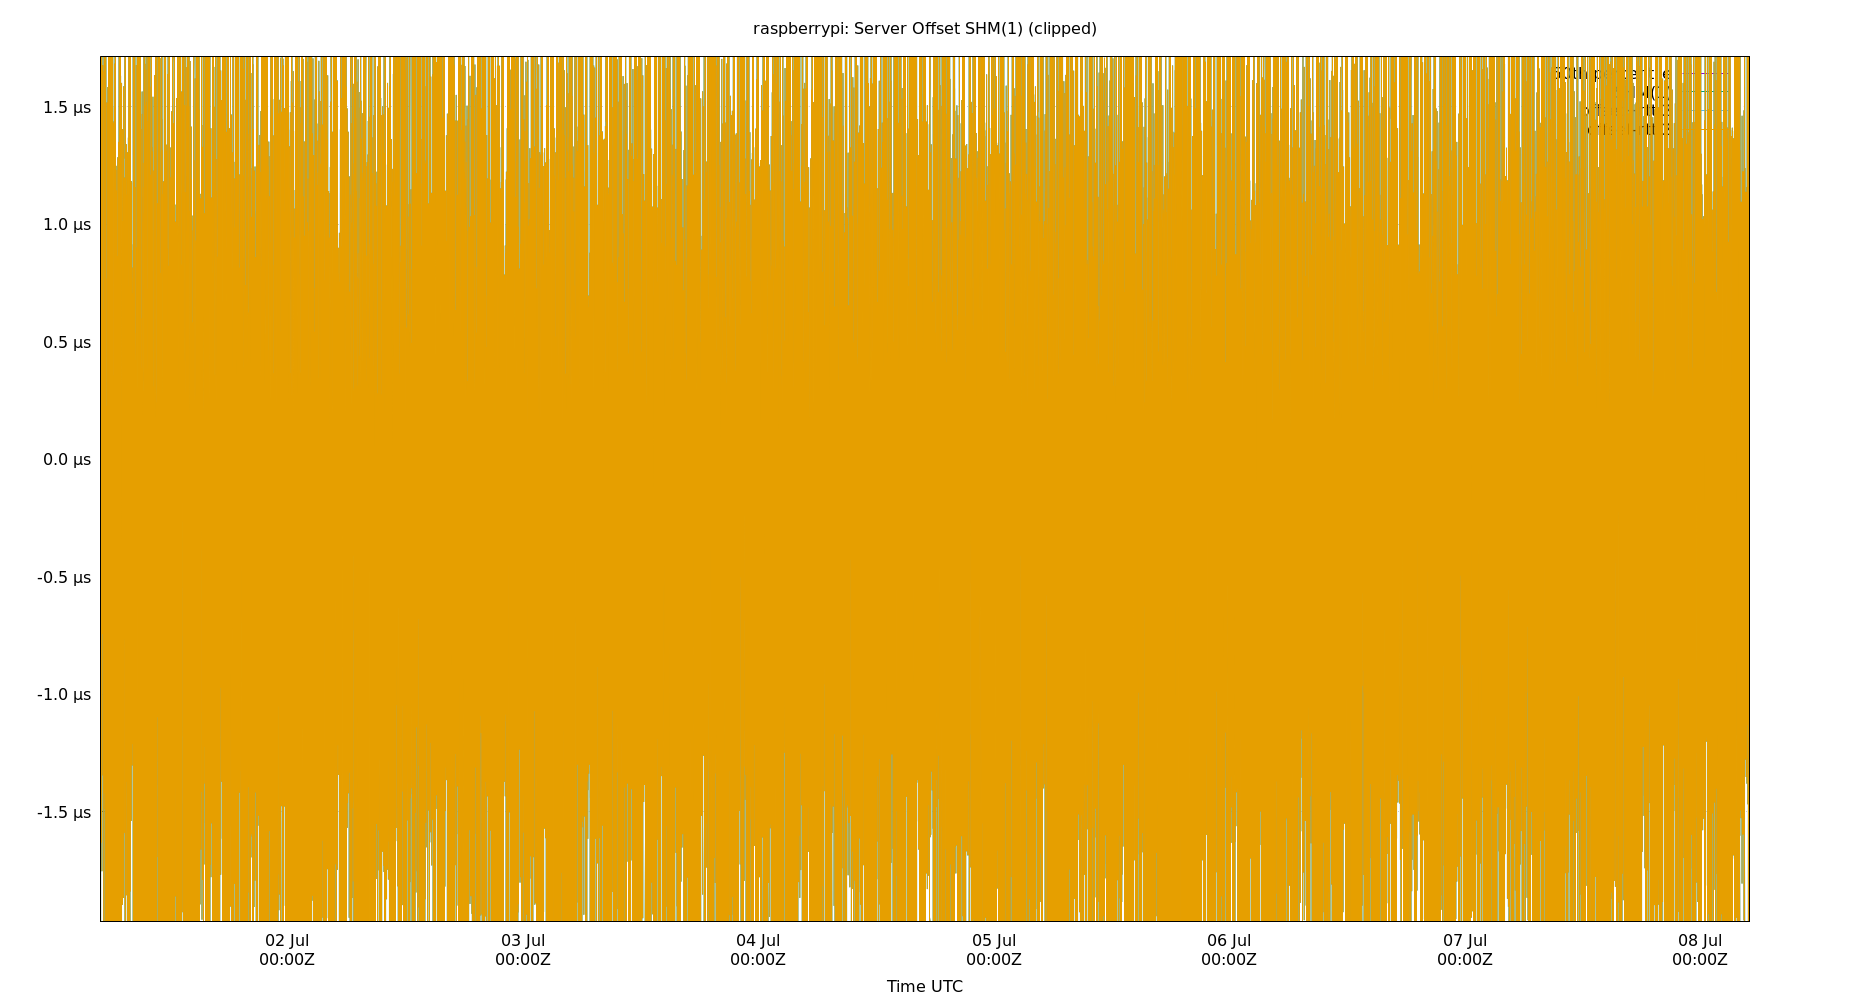 raspberrypi: Server Offset SHM(1) (clipped)
1.5 µs
1.0 µs
0.5 µs
0.0 µs
-0.5 µs
-1.0 µs
-1.5 µs
02 Jul 03 Jul 04 Jul 05 Jul 06 Jul 07 Jul 08 Jul
00:00Z 00:00Z 00:00Z 00:00Z 00:00Z 00:00Z 00:00Z
Time UTC